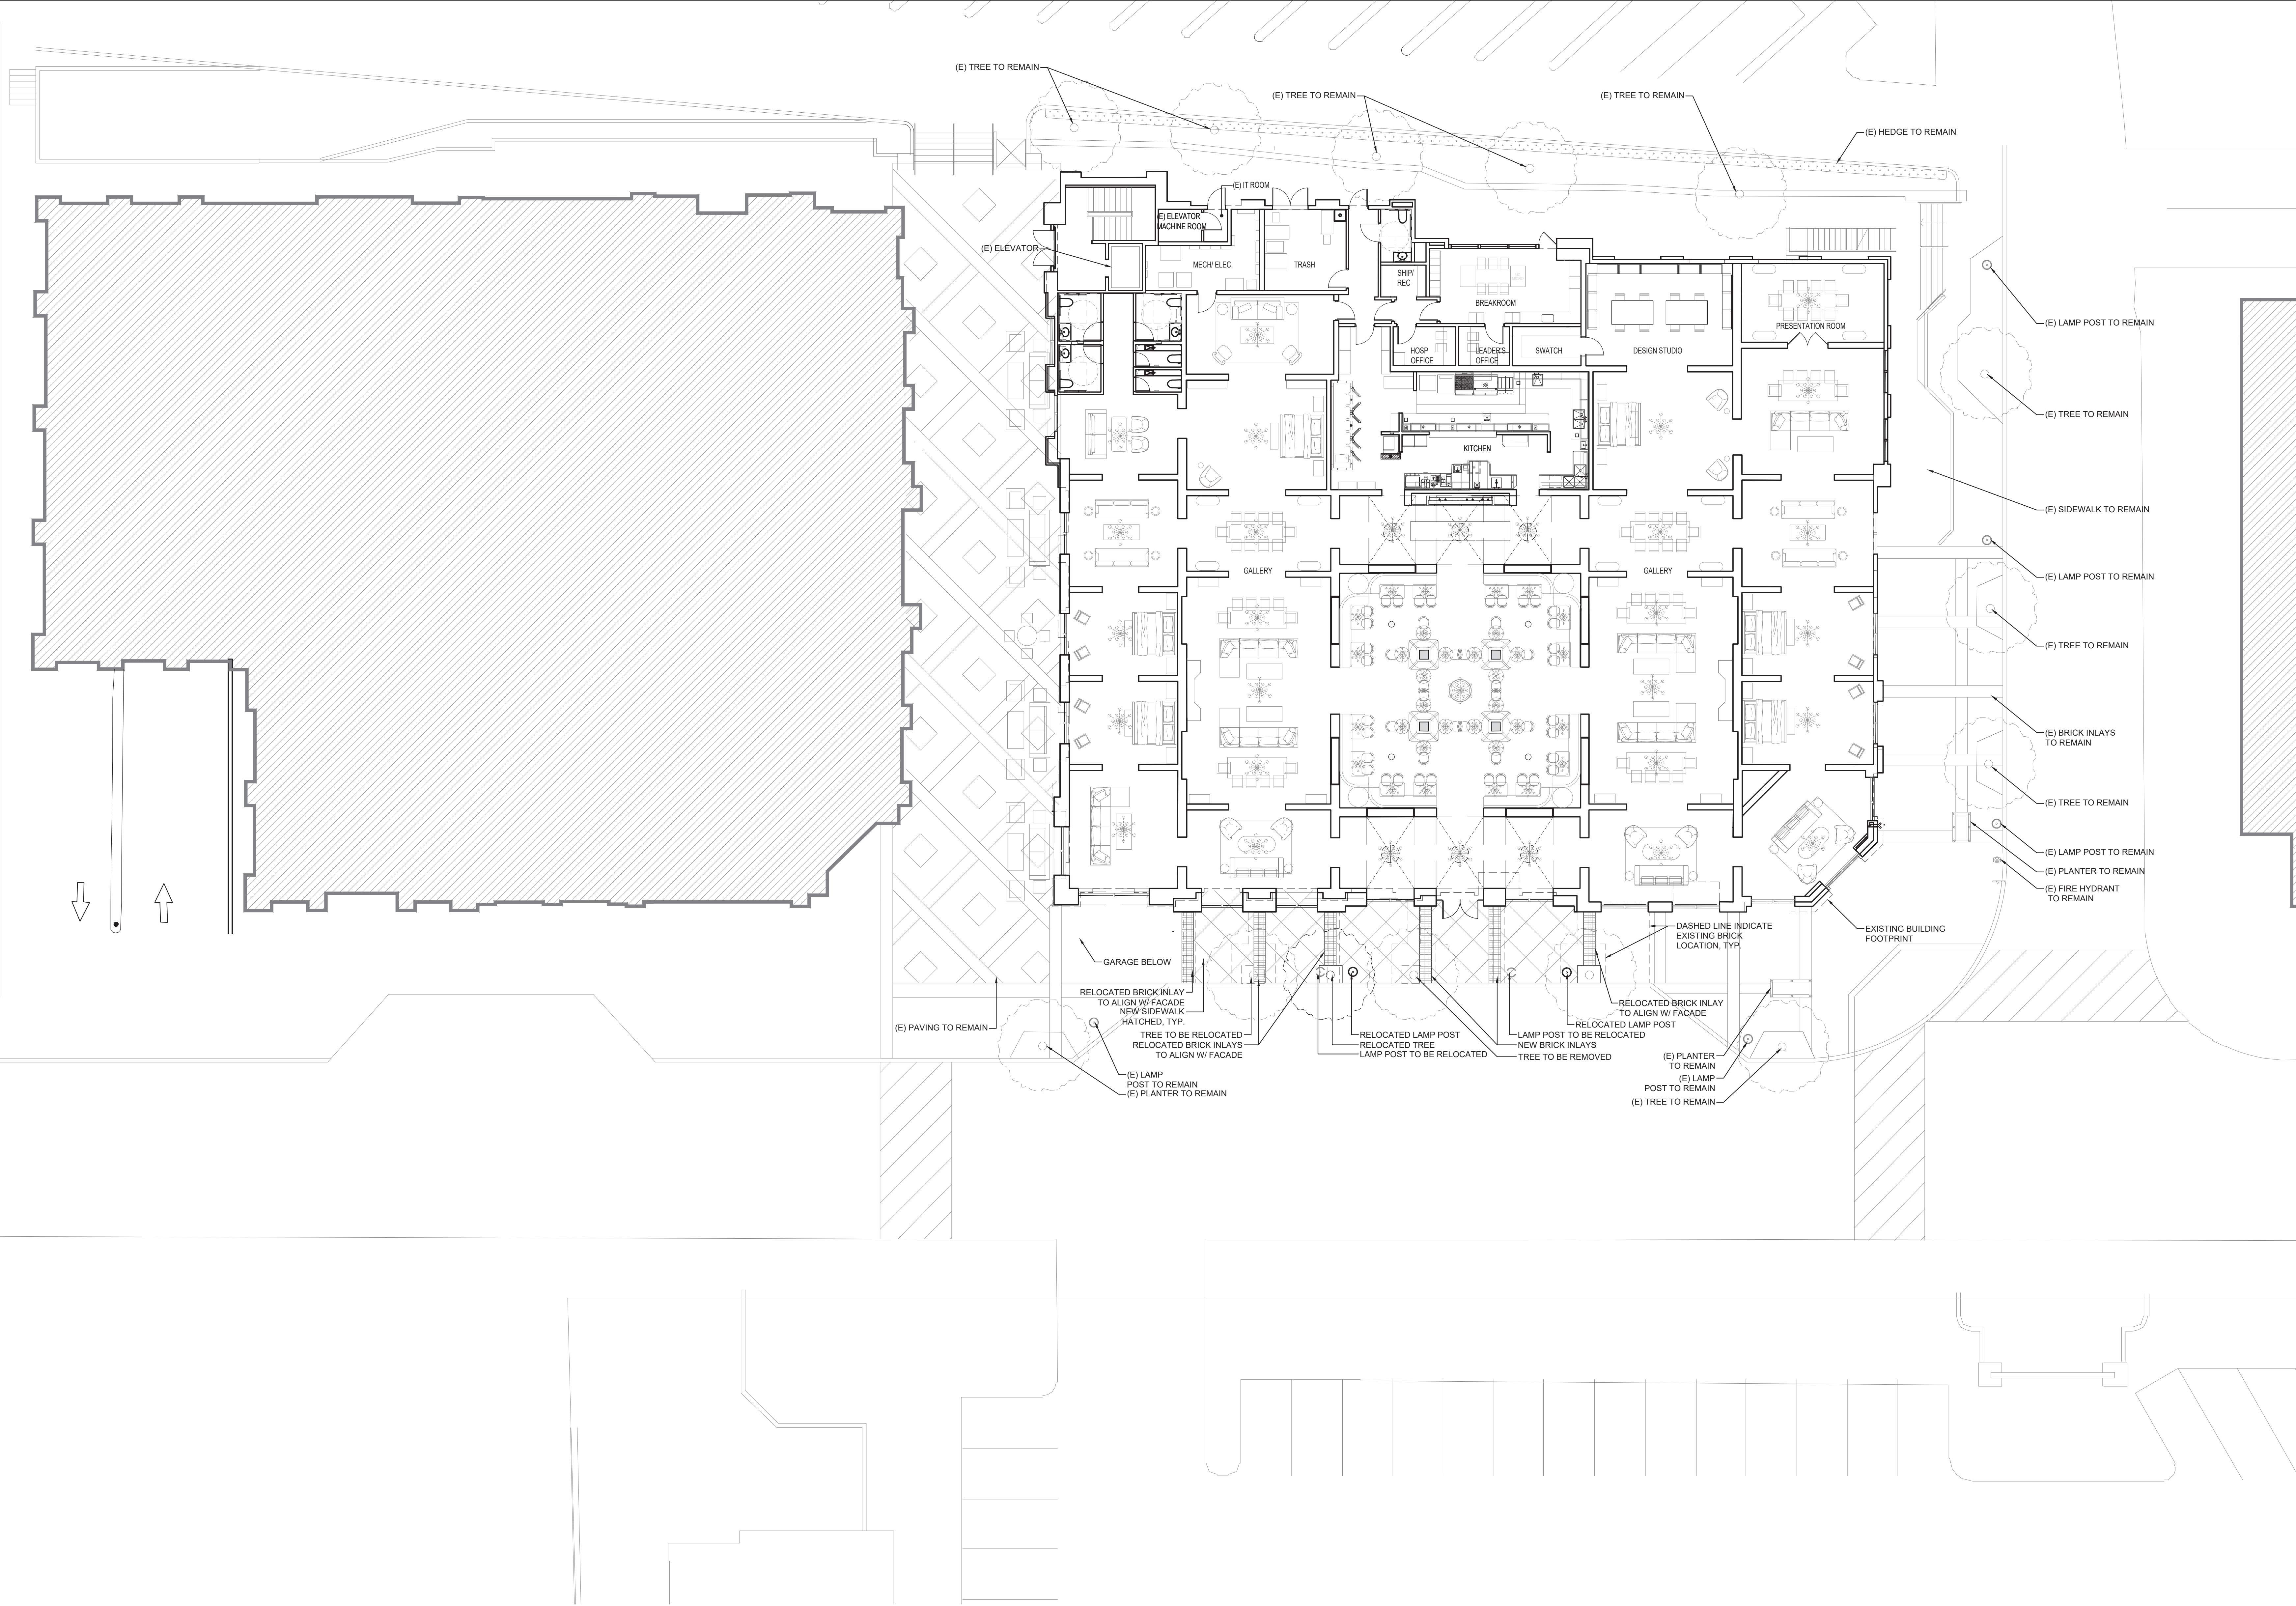 (E) TREE TO REMAIN
(E) TREE TO REMAIN
(E) TREE TO REMAIN
(E) HEDGE TO REMAIN
(E) IT ROOM
(E) ELEVATOR
MACHINE ROOM
(E) ELEVATOR
MECH/ ELEC.
TRASH
SHIP/
REC
BREAKROOM
PRESENTATION ROOM
HOSP
OFFICE
LEADER'S
OFFICE
SWATCH
DESIGN STUDIO
KITCHEN
GALLERY
GALLERY
(E) LAMP POST TO REMAIN
(E) TREE TO REMAIN
(E) SIDEWALK TO REMAIN
(E) LAMP POST TO REMAIN
(E) TREE TO REMAIN
(E) BRICK INLAYS
TO REMAIN
(E) TREE TO REMAIN
(E) LAMP POST TO REMAIN
(E) PLANTER TO REMAIN
(E) FIRE HYDRANT
TO REMAIN
EXISTING BUILDING
FOOTPRINT
DASHED LINE INDICATE
EXISTING BRICK
LOCATION, TYP.
GARAGE BELOW
RELOCATED BRICK INLAY
TO ALIGN W/ FACADE
NEW SIDEWALK
HATCHED, TYP.
(E) PAVING TO REMAIN
TREE TO BE RELOCATED
RELOCATED BRICK INLAYS
TO ALIGN W/ FACADE
RELOCATED LAMP POST
RELOCATED TREE
LAMP POST TO BE RELOCATED
RELOCATED BRICK INLAY
TO ALIGN W/ FACADE
RELOCATED LAMP POST
LAMP POST TO BE RELOCATED
NEW BRICK INLAYS
TREE TO BE REMOVED
(E) LAMP
POST TO REMAIN
(E) PLANTER TO REMAIN
(E) PLANTER
TO REMAIN
(E) LAMP
POST TO REMAIN
(E) TREE TO REMAIN